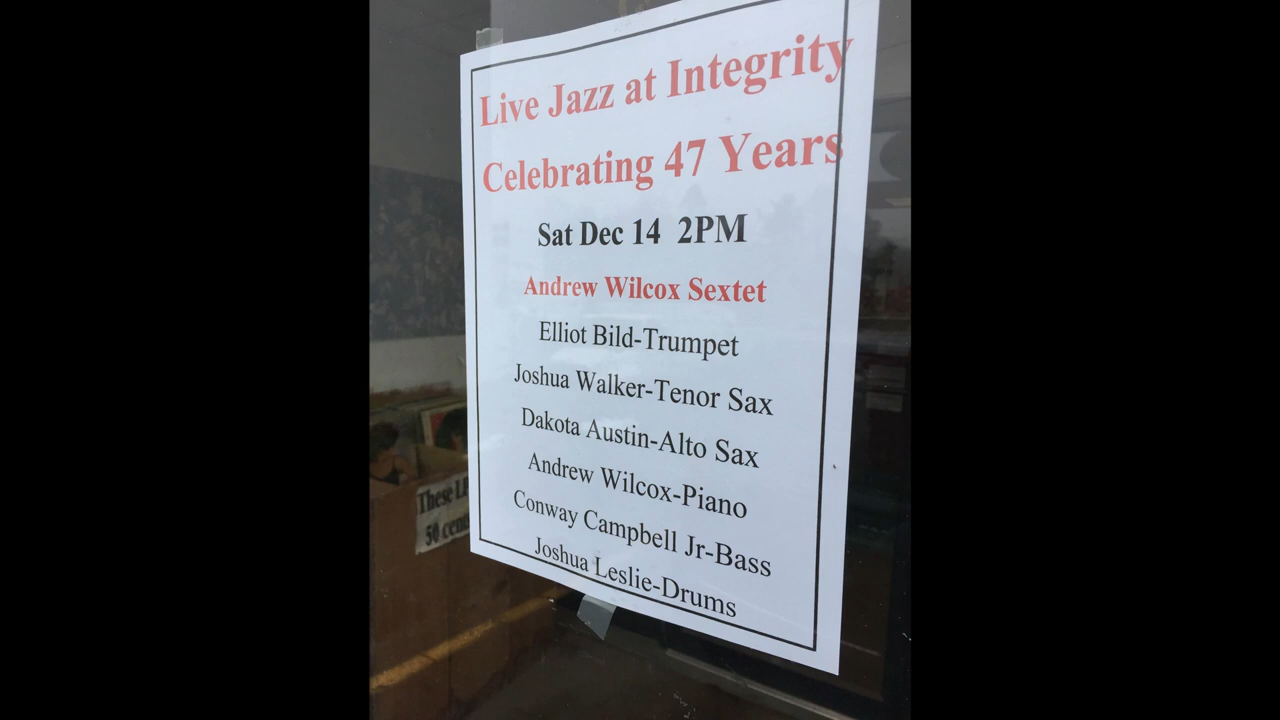 Live Jazz at Integrity
Celebrating 47 Years
Sat Dec 14 2PM
Andrew Wilcox Sextet
Elliot Bild-Trumpet
Joshua Walker-Tenor Sax
Dakota Austin-Alto Sax
Andrew Wilcox-Piano
Conway Campbell Jr-Bass
Joshua Leslie-Drums
These
50